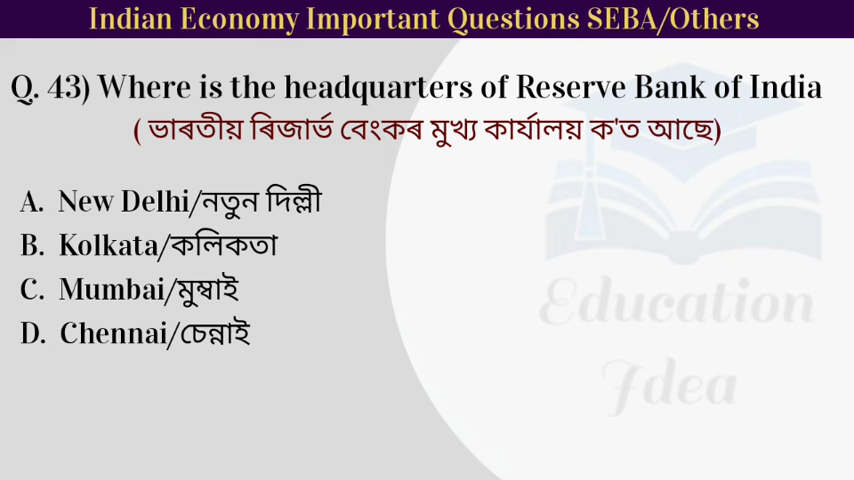 Indian Economy Important Questions SEBA/Others
Q. 43) Where is the headquarters of Reserve Bank of India
( ভাৰতীয় ৰিজাৰ্ভ বেংকৰ মুখ্য কাৰ্যালয় ক'ত আছে)
A. New Delhi/নতুন দিল্লী
B. Kolkata/কলিকতা
C. Mumbai/মুম্বাই
D. Chennai/চেন্নাই
Education
Idea